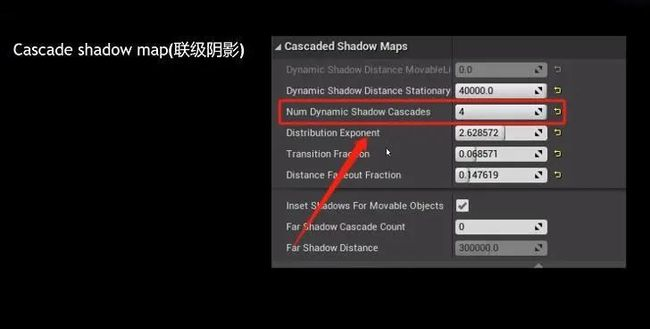 Cascade shadow map(联级阴影)
Cascaded Shadow Maps
Dynamic Shadow Distance MovableLi 0.0
Dynamic Shadow Distance Stationary 40000.0
Num Dynamic Shadow Cascades 4
Distribution Exponent 2.628572
Transition Fraction 0.068571
Distance Fadeout Fraction 0.147619
Inset Shadows For Movable Objects
Far Shadow Cascade Count 0
Far Shadow Distance 300000.0